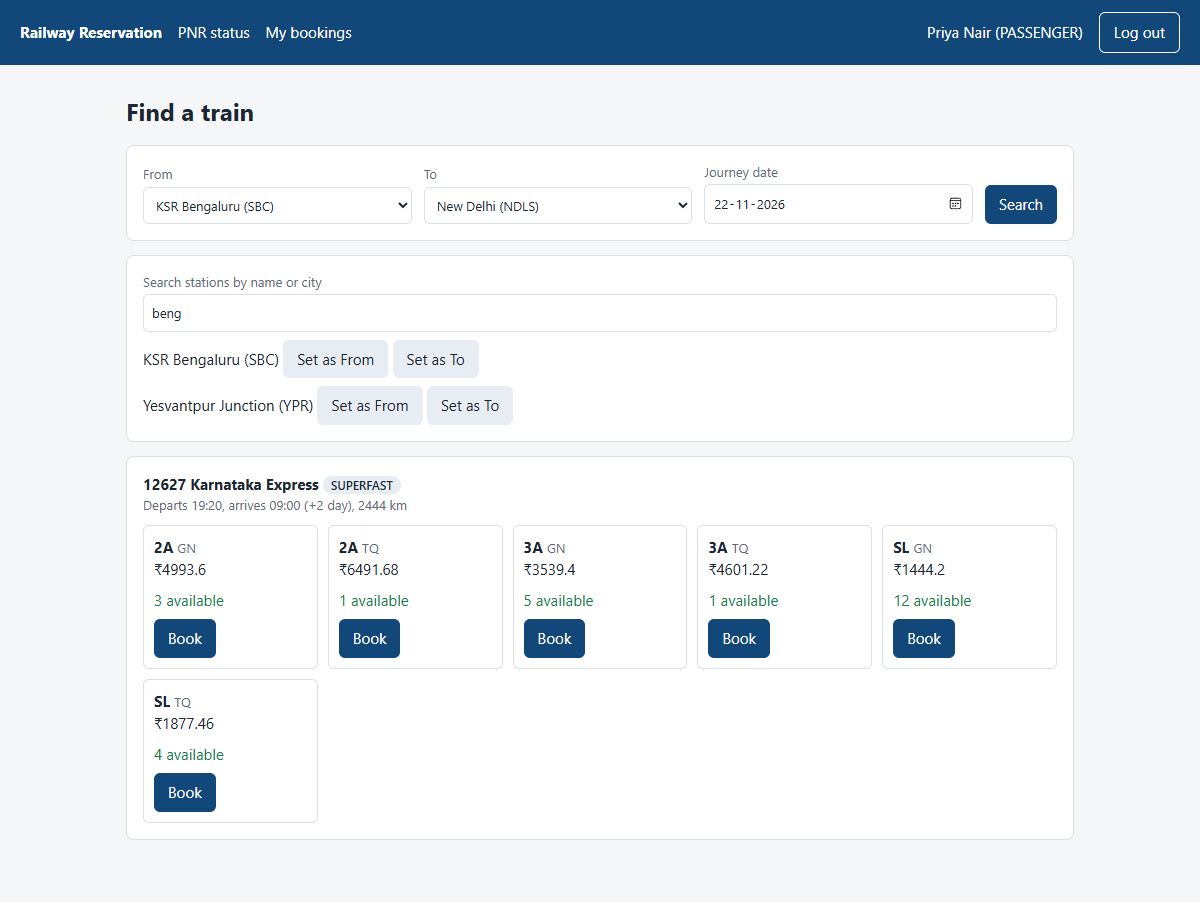 Railway Reservation PNR status My bookings Priya Nair (PASSENGER) Log out
Find a train
From To Journey date
KSR Bengaluru (SBC) New Delhi (NDLS) 22-11-2026 Search
Search stations by name or city
beng
KSR Bengaluru (SBC) Set as From Set as To
Yesvantpur Junction (YPR) Set as From Set as To
12627 Karnataka Express SUPERFAST
Departs 19:20, arrives 09:00 (+2 day), 2444 km
2A GN 2A TQ 3A GN 3A TQ SL GN
₹4993.6 ₹6491.68 ₹3539.4 ₹4601.22 ₹1444.2
3 available 1 available 5 available 1 available 12 available
Book Book Book Book Book
SL TQ
₹1877.46
4 available
Book